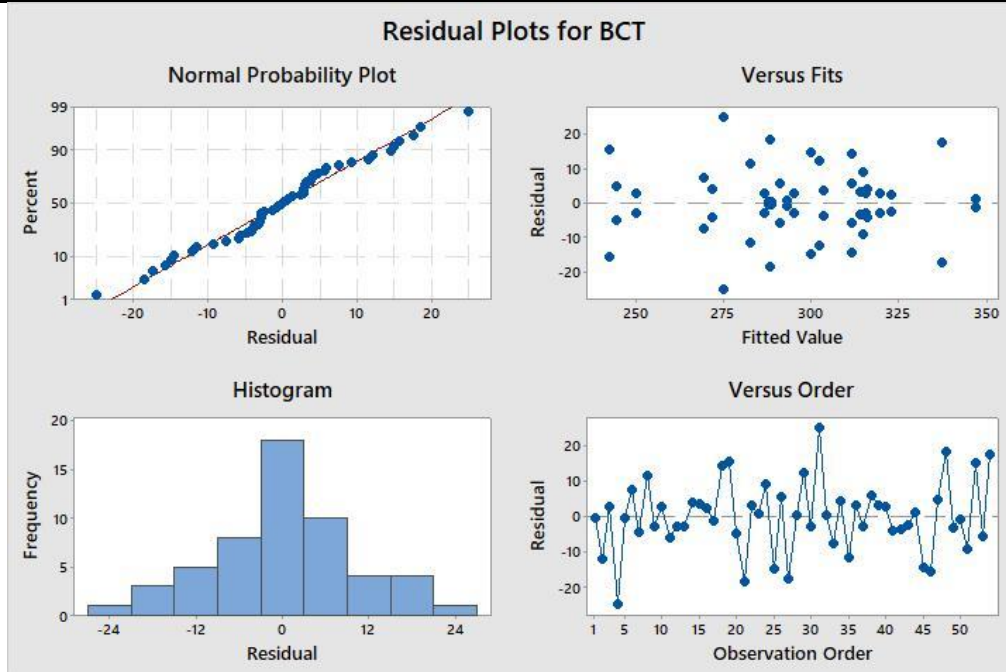 Residual Plots for BCT
Normal Probability Plot
99
90
50
10
1
Percent
-20 -10 0 10 20
Residual
Versus Fits
20
10
0
-10
-20
Residual
250 275 300 325 350
Fitted Value
Histogram
20
15
10
5
0
Frequency
-24 -12 0 12 24
Residual
Versus Order
20
10
0
-10
-20
Residual
1 5 10 15 20 25 30 35 40 45 50
Observation Order